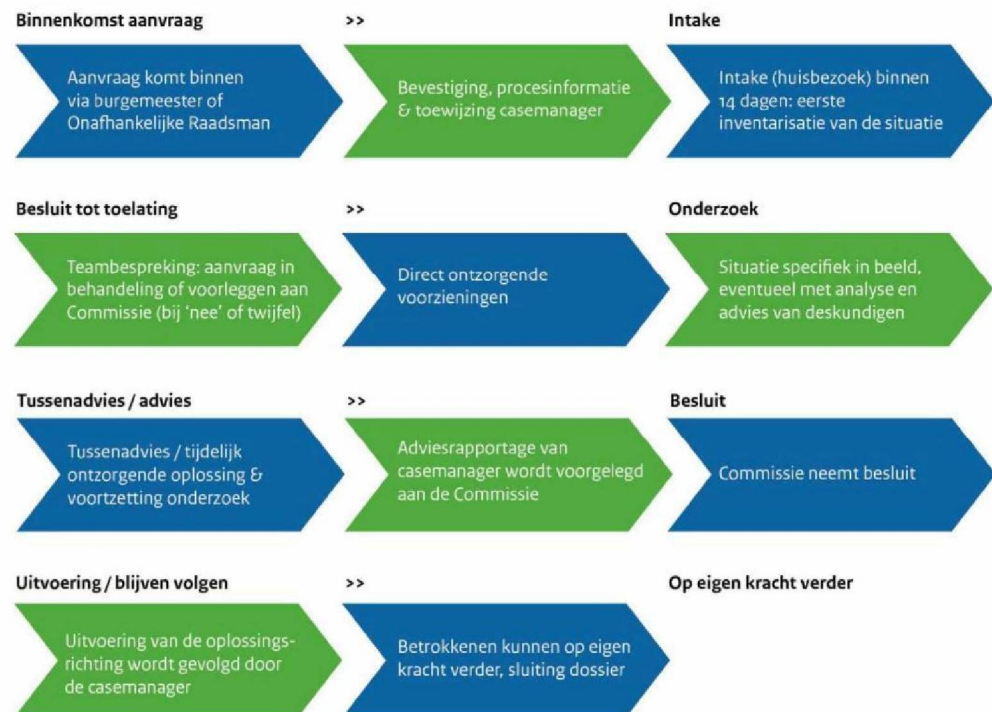 Binnenkomst aanvraag
>>
Intake
Aanvraag komt binnen
via burgemeester of
Onafhankelijke Raadsman
Bevestiging, procesinformatie
& toewijzing casemanager
Intake (huisbezoek) binnen
14 dagen: eerste
inventarisatie van de situatie
Besluit tot toelating
>>
Onderzoek
Teambespreking: aanvraag in
behandeling of voorleggen aan
Commissie (bij 'nee' of twijfel)
Direct ontzorgende
voorzieningen
Situatie specifiek in beeld,
eventueel met analyse en
advies van deskundigen
Tussenadvies / advies
>>
Besluit
Tussenadvies / tijdelijk
ontzorgende oplossing &
voortzetting onderzoek
Adviesrapportage van
casemanager wordt voorgelegd
aan de Commissie
Commissie neemt besluit
Uitvoering / blijven volgen
>>
Op eigen kracht verder
Uitvoering van de oplossings-
richting wordt gevolgd door
de casemanager
Betrokkenen kunnen op eigen
kracht verder, sluiting dossier